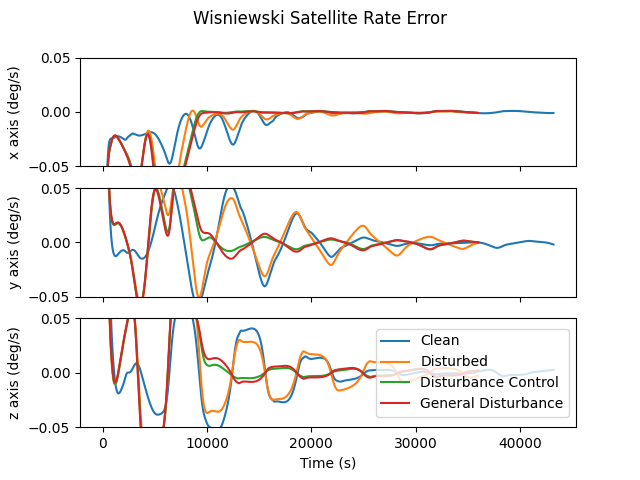 Wisniewski Satellite Rate Error
0.05
0.00
−0.05
x axis (deg/s)
0.05
0.00
−0.05
y axis (deg/s)
0.05
0.00
−0.05
z axis (deg/s)
Clean
Disturbed
Disturbance Control
General Disturbance
0 10000 20000 30000 40000
Time (s)